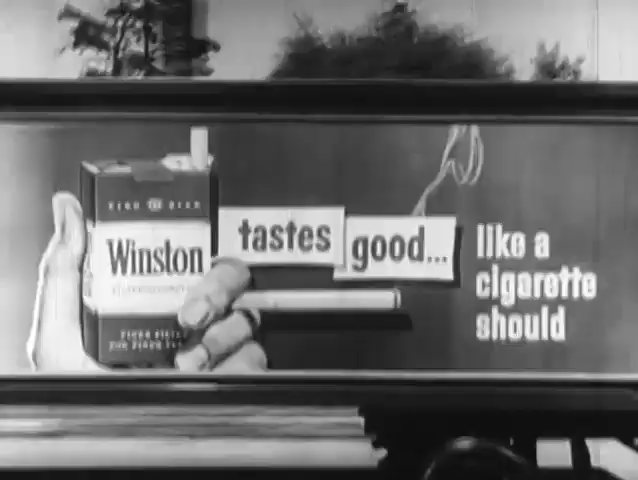 Winston
tastes
good...
like a
cigarette
should